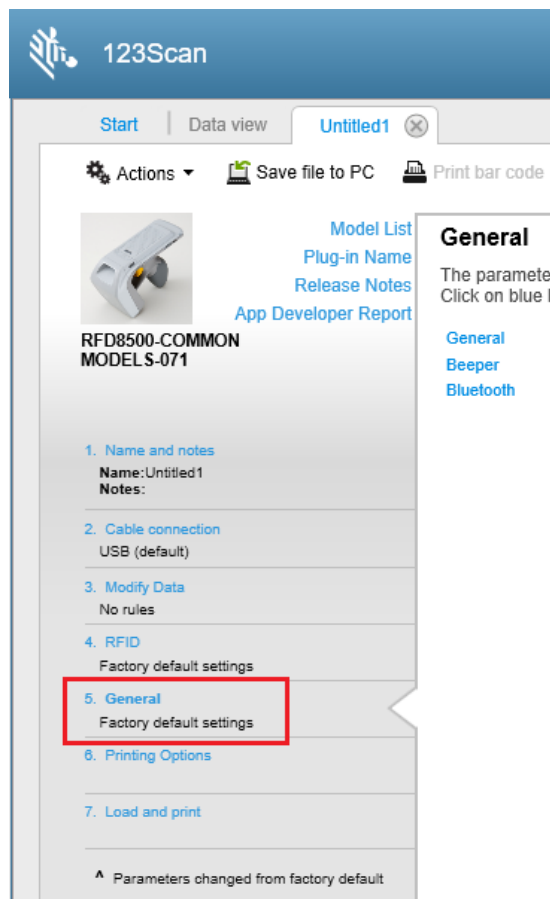 123Scan
Start
Data view
Untitled1
Actions
Save file to PC
Print bar code
Model List
Plug-in Name
Release Notes
App Developer Report
RFD8500-COMMON
MODELS-071
1. Name and notes
Name:Untitled1
Notes:
2. Cable connection
USB (default)
3. Modify Data
No rules
4. RFID
Factory default settings
5. General
Factory default settings
6. Printing Options
7. Load and print
^ Parameters changed from factory default
General
The paramete
Click on blue
General
Beeper
Bluetooth